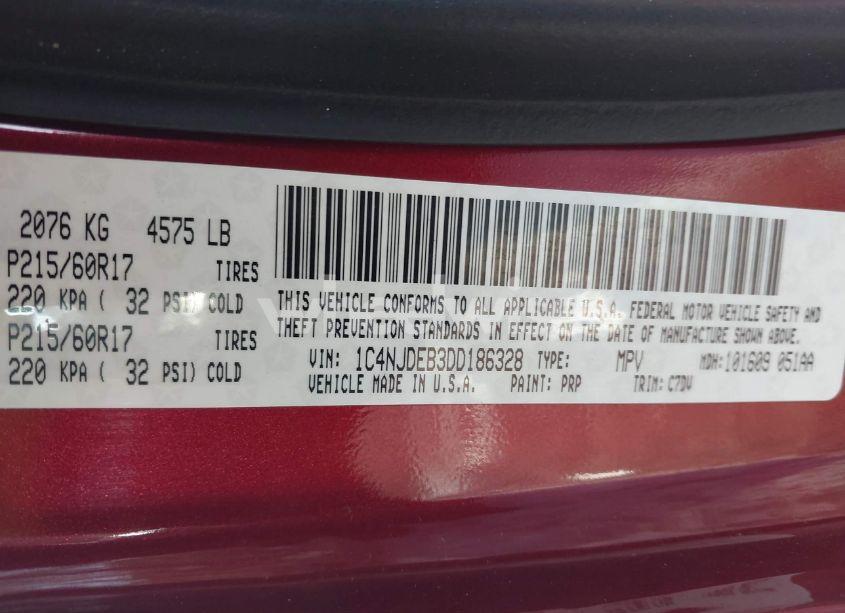 2076 KG 4575 LB
P215/60R17 TIRES
220 KPA ( 32 PSI) COLD
P215/60R17 TIRES
220 KPA ( 32 PSI) COLD
THIS VEHICLE CONFORMS TO ALL APPLICABLE U.S.A. FEDERAL MOTOR VEHICLE SAFETY AND
THEFT PREVENTION STANDARDS IN EFFECT ON THE DATE OF MANUFACTURE SHOWN ABOVE.
VIN: 1C4NJDEB3DD186328 TYPE: MPV MDH:101609 051AA
VEHICLE MADE IN U.S.A. PAINT: PRP TRIM: C7DV